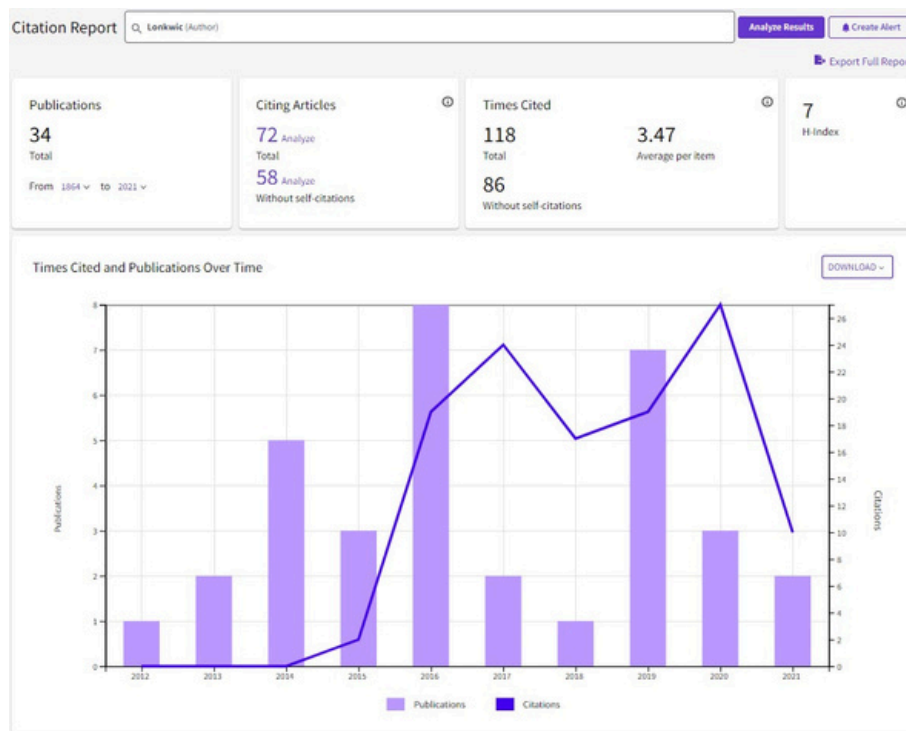 Citation Report
Lonkwic (Author)
Analyze Results
Create Alert
Export Full Repor
Publications
34
Total
From 1864 to 2021
Citing Articles
72 Analyze
Total
58 Analyze
Without self-citations
Times Cited
118
Total
86
Without self-citations
3.47
Average per item
7
H-Index
Times Cited and Publications Over Time
DOWNLOAD
8
7
6
5
4
3
2
1
0
Publications
26
24
22
20
18
16
14
12
10
8
6
4
2
0
Citations
2012 2013 2014 2015 2016 2017 2018 2019 2020 2021
Publications Citations